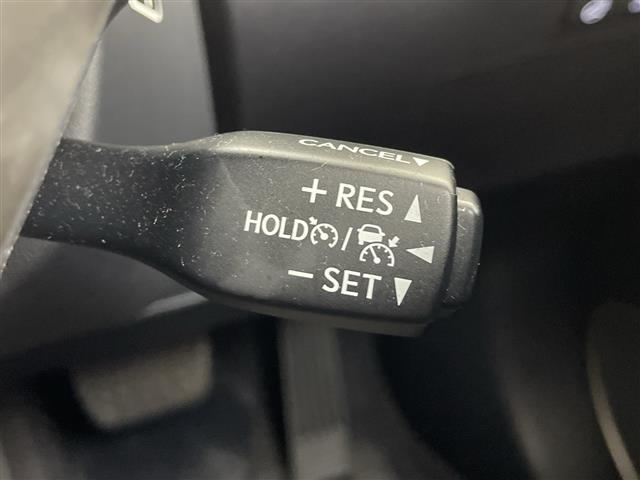 CANCEL
+ RES
HOLD /
− SET